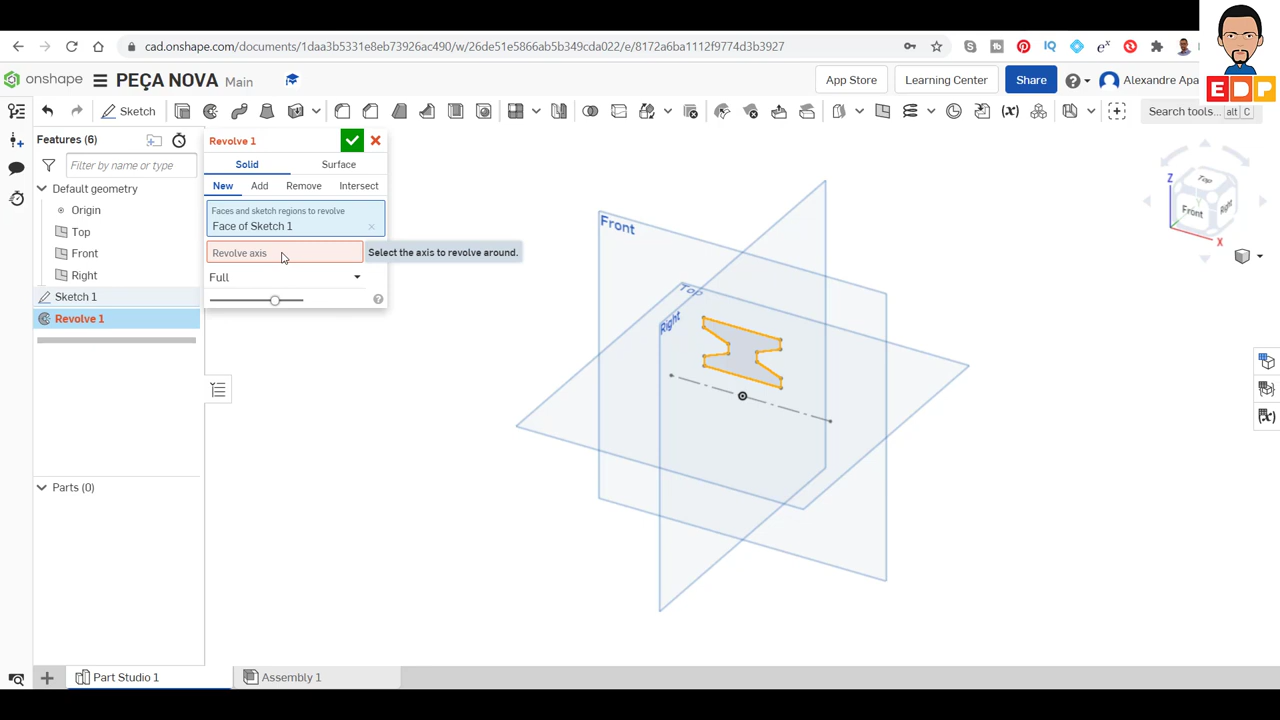 cad.onshape.com/documents/1daa3b5331e8eb73926ac490/w/26de51e5866ab5b349cda022/e/8172a6ba1112f9774d3b3927
IQ
e^x
onshape
PEÇA NOVA
Main
App Store
Learning Center
Share
Alexandre Apa
EDP
Sketch
(x)
Search tools... alt C
Features (6)
Filter by name or type
Default geometry
Origin
Top
Front
Right
Sketch 1
Revolve 1
Parts (0)
Revolve 1
Solid
Surface
New
Add
Remove
Intersect
Faces and sketch regions to revolve
Face of Sketch 1
Revolve axis
Select the axis to revolve around.
Full
Front
Top
Right
Z
Top
Front
Right
X
(x)
Part Studio 1
Assembly 1